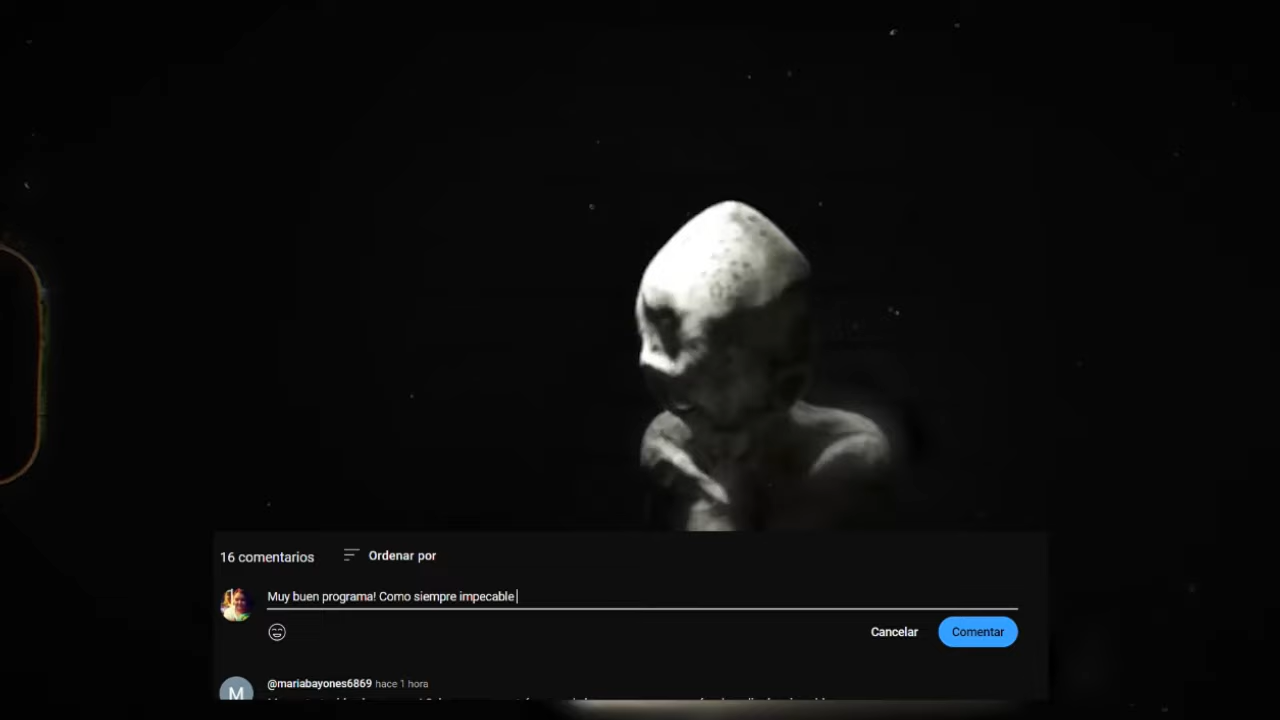 16 comentarios
Ordenar por
Muy buen programa! Como siempre impecable
Cancelar
Comentar
M
@mariabayones6869 hace 1 hora